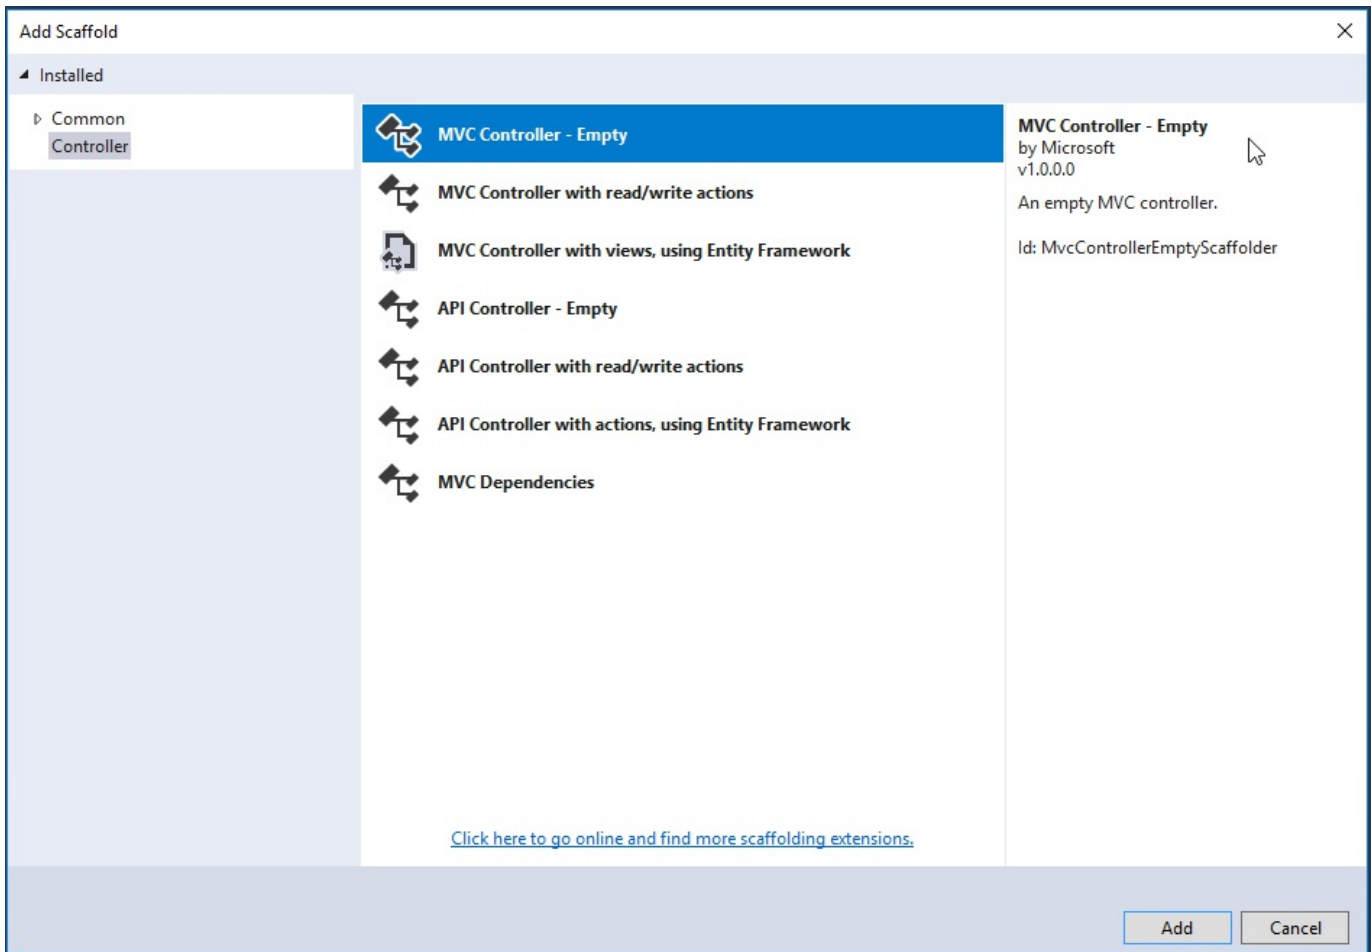 Add Scaffold
Installed
Common
Controller
MVC Controller - Empty
MVC Controller with read/write actions
MVC Controller with views, using Entity Framework
API Controller - Empty
API Controller with read/write actions
API Controller with actions, using Entity Framework
MVC Dependencies
Click here to go online and find more scaffolding extensions.
MVC Controller - Empty
by Microsoft
v1.0.0.0
An empty MVC controller.
Id: MvcControllerEmptyScaffolder
Add
Cancel